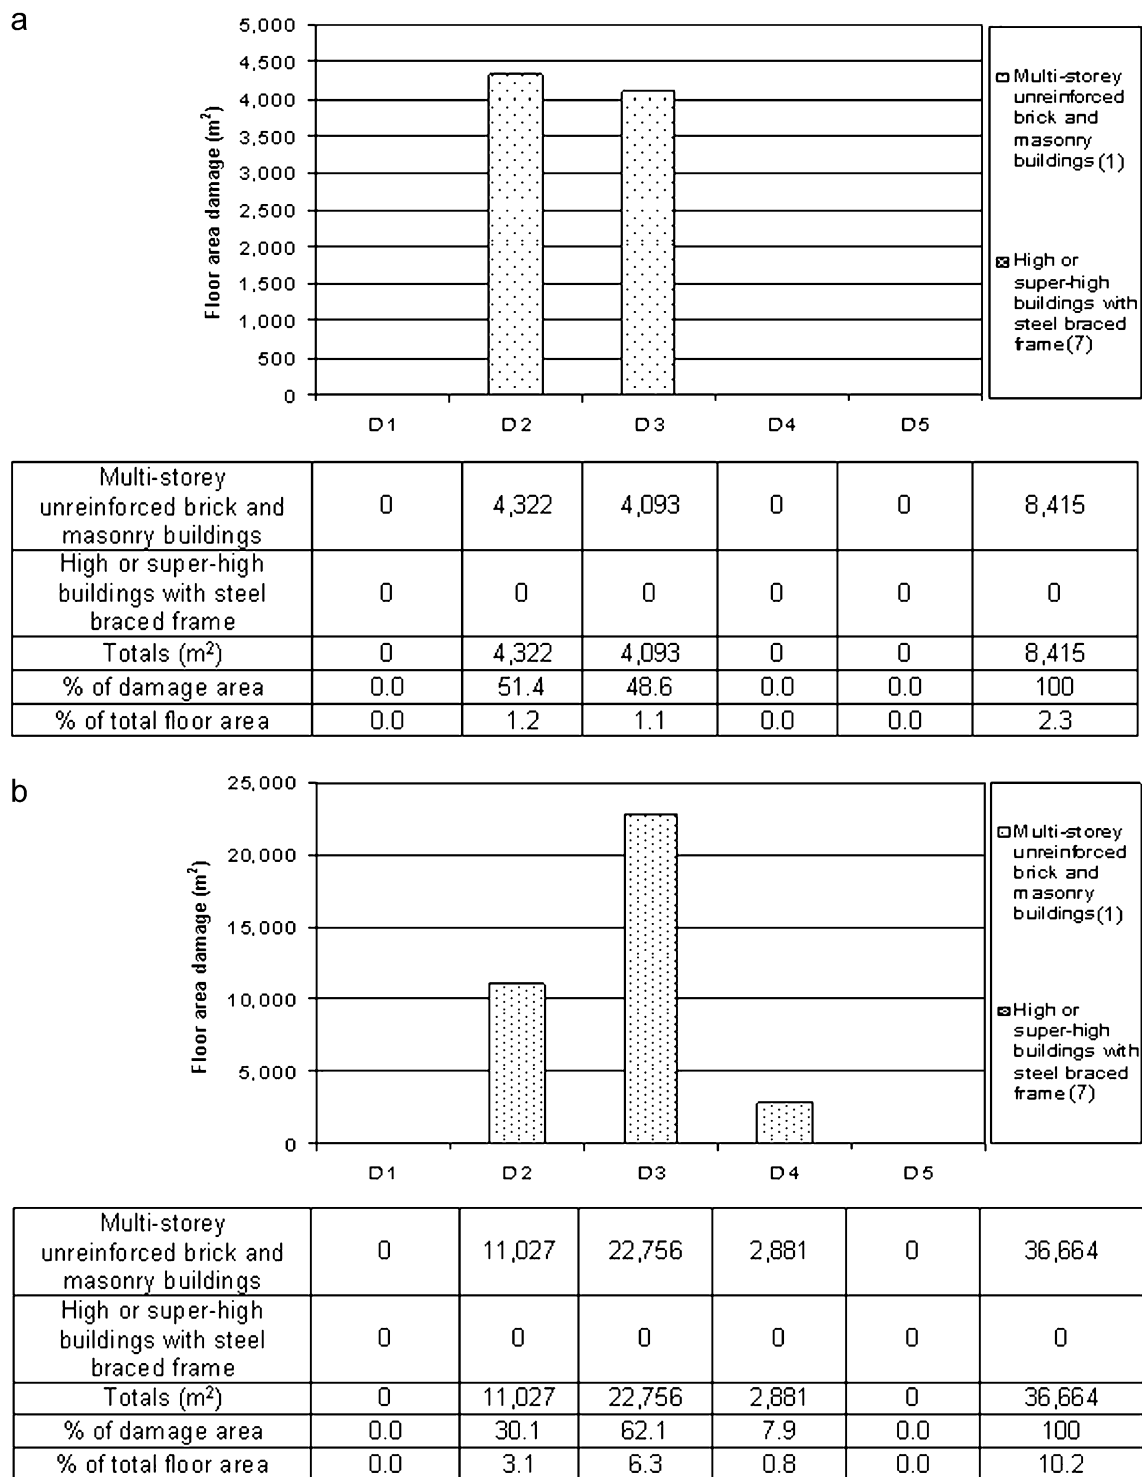 a
5,000
4,500
4,000
3,500
3,000
2,500
2,000
1,500
1,000
500
0
Floor area damage (m²)
D1 D2 D3 D4 D5
Multi-storey
unreinforced
brick and
masonry
buildings(1)
High or
super-high
buildings with
steel braced
frame(7)
Multi-storey
unreinforced brick and
masonry buildings
0 4,322 4,093 0 0 8,415
High or super-high
buildings with steel
braced frame
0 0 0 0 0 0
Totals (m²) 0 4,322 4,093 0 0 8,415
% of damage area 0.0 51.4 48.6 0.0 0.0 100
% of total floor area 0.0 1.2 1.1 0.0 0.0 2.3
b
25,000
20,000
15,000
10,000
5,000
0
Floor area damage (m²)
D1 D2 D3 D4 D5
Multi-storey
unreinforced
brick and
masonry
buildings(1)
High or
super-high
buildings with
steel braced
frame(7)
Multi-storey
unreinforced brick and
masonry buildings
0 11,027 22,756 2,881 0 36,664
High or super-high
buildings with steel
braced frame
0 0 0 0 0 0
Totals (m²) 0 11,027 22,756 2,881 0 36,664
% of damage area 0.0 30.1 62.1 7.9 0.0 100
% of total floor area 0.0 3.1 6.3 0.8 0.0 10.2